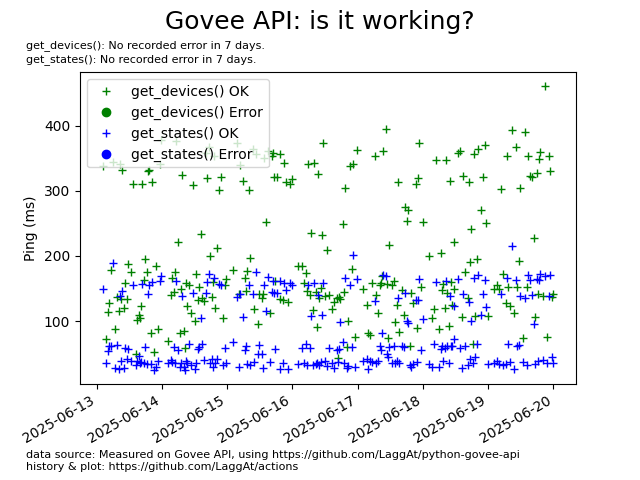 Govee API: is it working?
get_devices(): No recorded error in 7 days.
get_states(): No recorded error in 7 days.
get_devices() OK
get_devices() Error
get_states() OK
get_states() Error
Ping (ms)
400
300
200
100
2025-06-13
2025-06-14
2025-06-15
2025-06-16
2025-06-17
2025-06-18
2025-06-19
2025-06-20
data source: Measured on Govee API, using https://github.com/LaggAt/python-govee-api
history & plot: https://github.com/LaggAt/actions